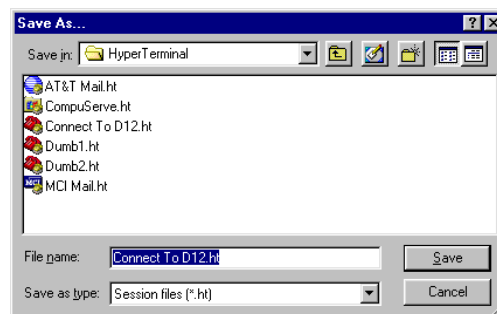 Save As...
Save in: HyperTerminal
AT&T Mail.ht
CompuServe.ht
Connect To D12.ht
Dumb1.ht
Dumb2.ht
MCI Mail.ht
File name: Connect To D12.ht Save
Save as type: Session files (*.ht) Cancel